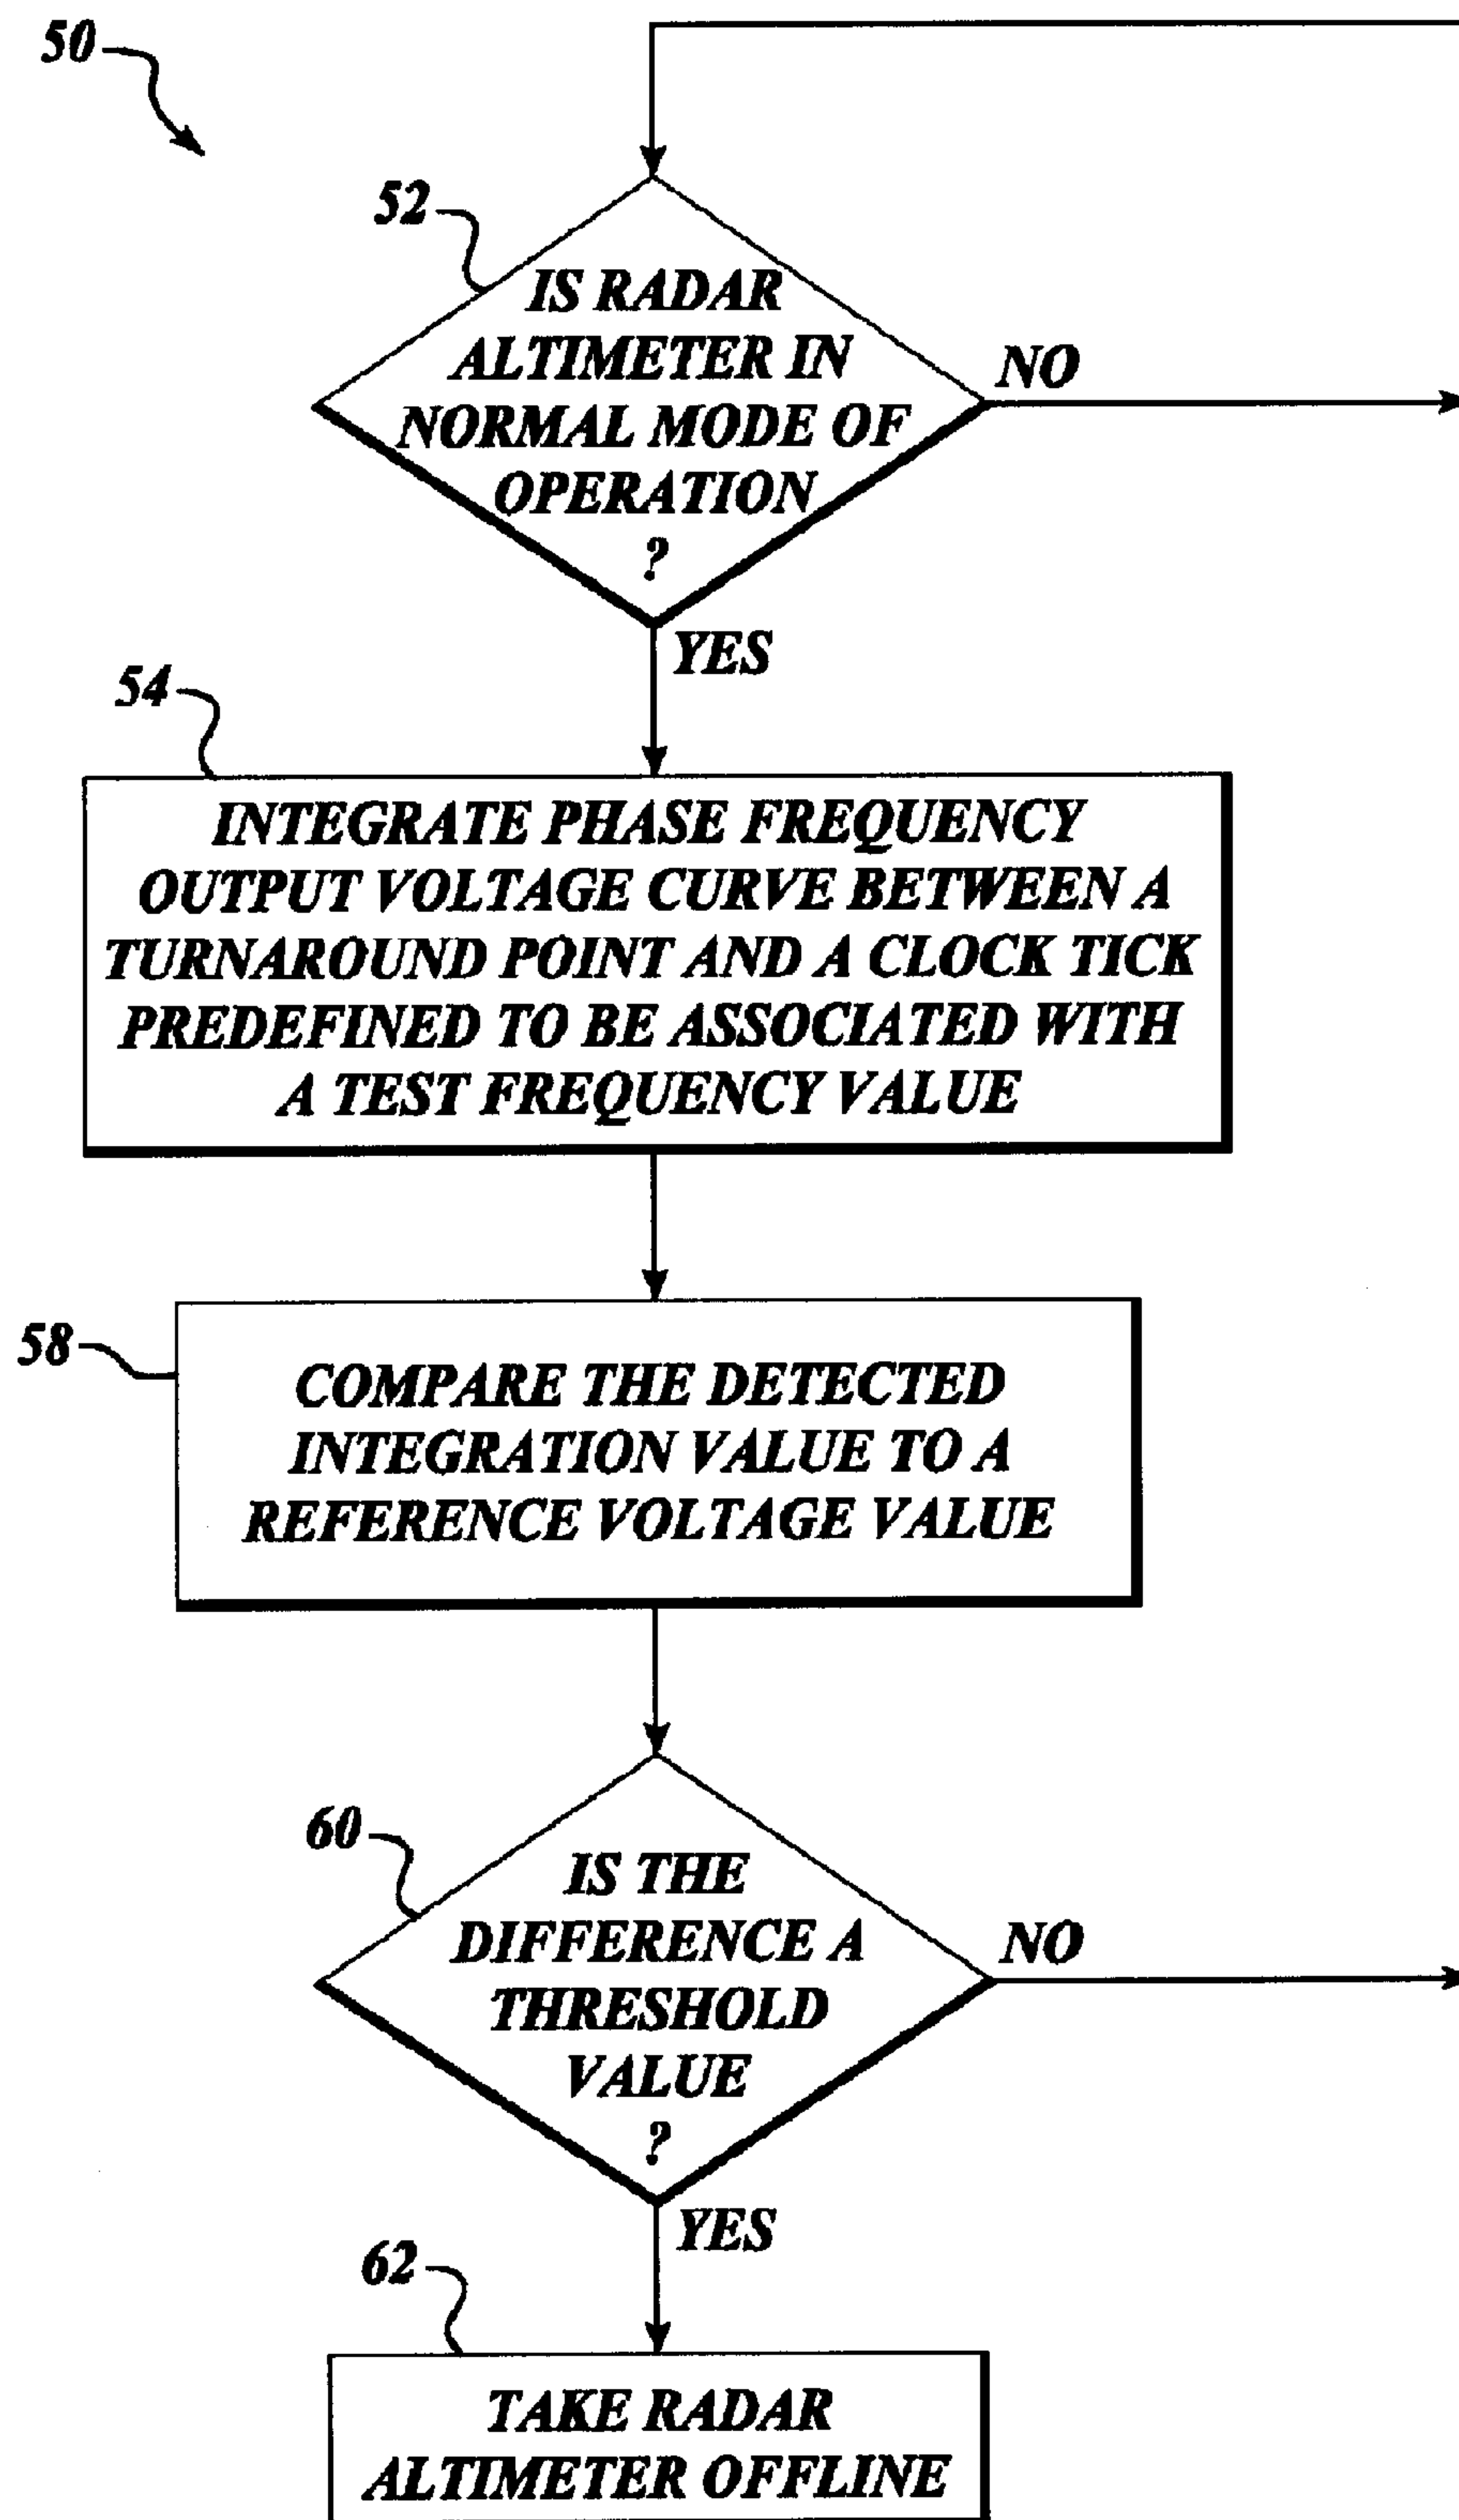 50
52
IS RADAR
ALTIMETER IN
NORMAL MODE OF
OPERATION
?
NO
YES
54
INTEGRATE PHASE FREQUENCY
OUTPUT VOLTAGE CURVE BETWEEN A
TURNAROUND POINT AND A CLOCK TICK
PREDEFINED TO BE ASSOCIATED WITH
A TEST FREQUENCY VALUE
58
COMPARE THE DETECTED
INTEGRATION VALUE TO A
REFERENCE VOLTAGE VALUE
60
IS THE
DIFFERENCE A
THRESHOLD
VALUE
?
NO
YES
62
TAKE RADAR
ALTIMETER OFFLINE